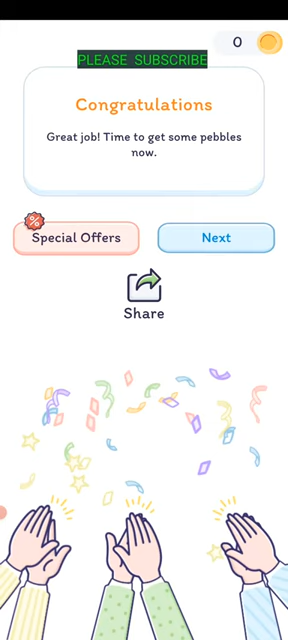 0
PLEASE SUBSCRIBE
Congratulations
Great job! Time to get some pebbles
now.
%
Special Offers
Next
Share